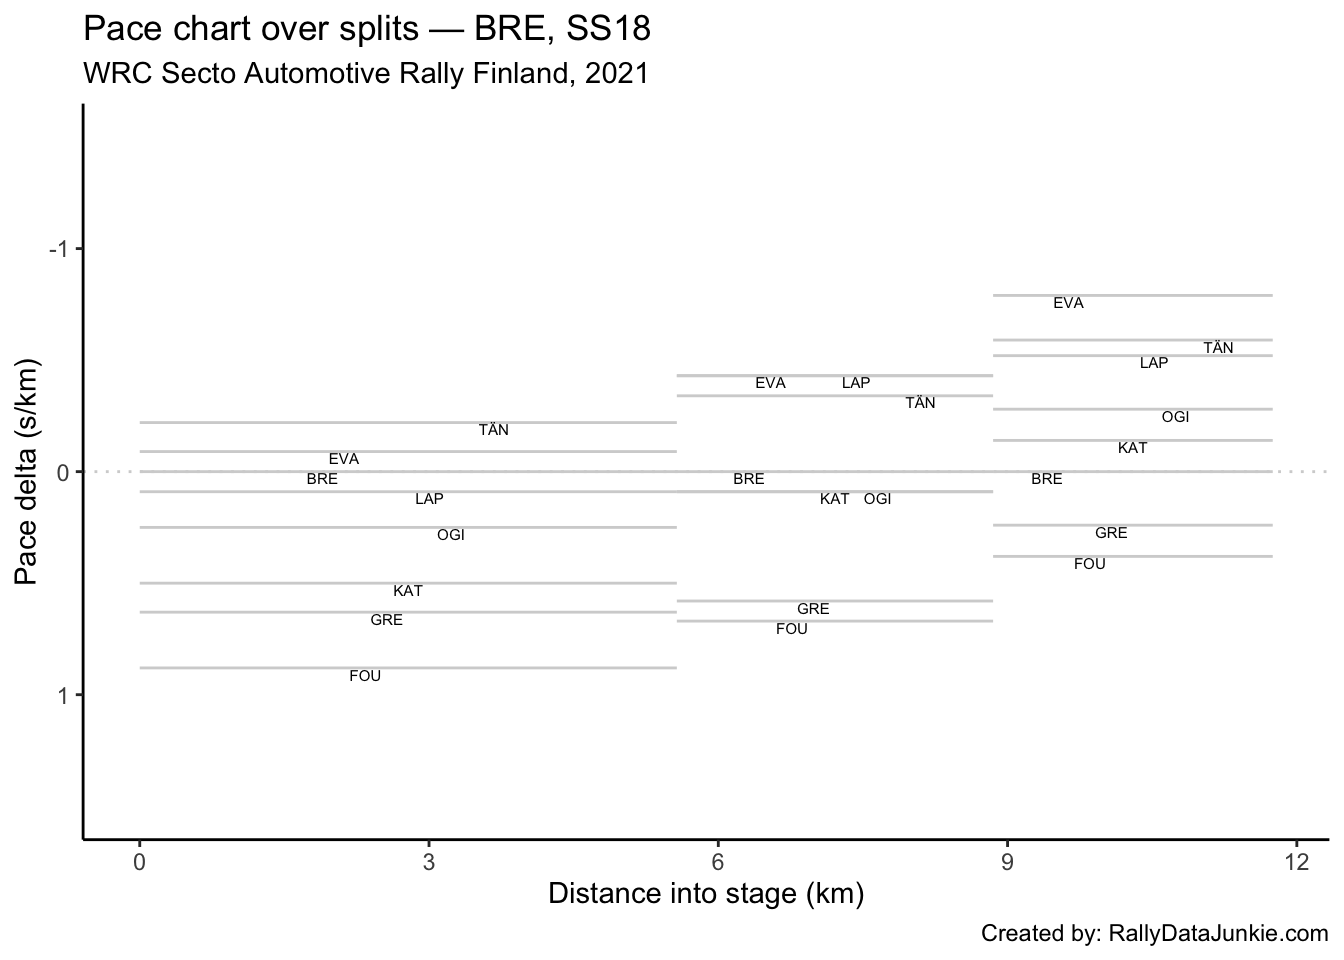 Pace chart over splits — BRE, SS18
WRC Secto Automotive Rally Finland, 2021
Pace delta (s/km)
-1
0
1
TÄN
EVA
BRE
LAP
OGI
KAT
GRE
FOU
EVA LAP
TÄN
BRE
KAT OGI
GRE
FOU
EVA
TÄN
LAP
OGI
KAT
BRE
GRE
FOU
0 3 6 9 12
Distance into stage (km)
Created by: RallyDataJunkie.com